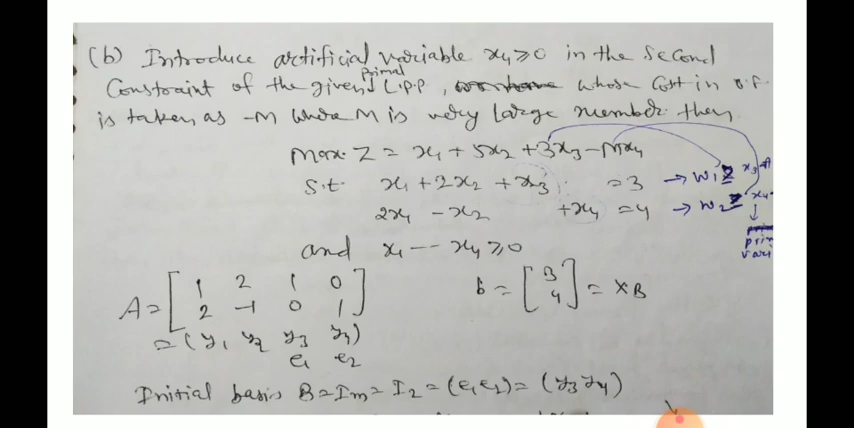 (b) Introduce artificial variable x4 ≥ 0 in the second
constraint of the given primal L.P.P, whose cost in o.f.
is taken as -M where M is very large number. then
Max. Z = x1 + 5x2 + 3x3 - Mx4
s.t. x1 + 2x2 + x3 = 3 → W1
2x1 - x2 + x4 = 4 → W2
and x1 --- x4 ≥ 0
A = [ 1 2 1 0
2 -1 0 1 ]
b = [ 3
4 ] = XB
= (y1 y2 y3 y4)
e1 e2
Initial basis B = Im = I2 = (e1 e2) = (y3 y4)